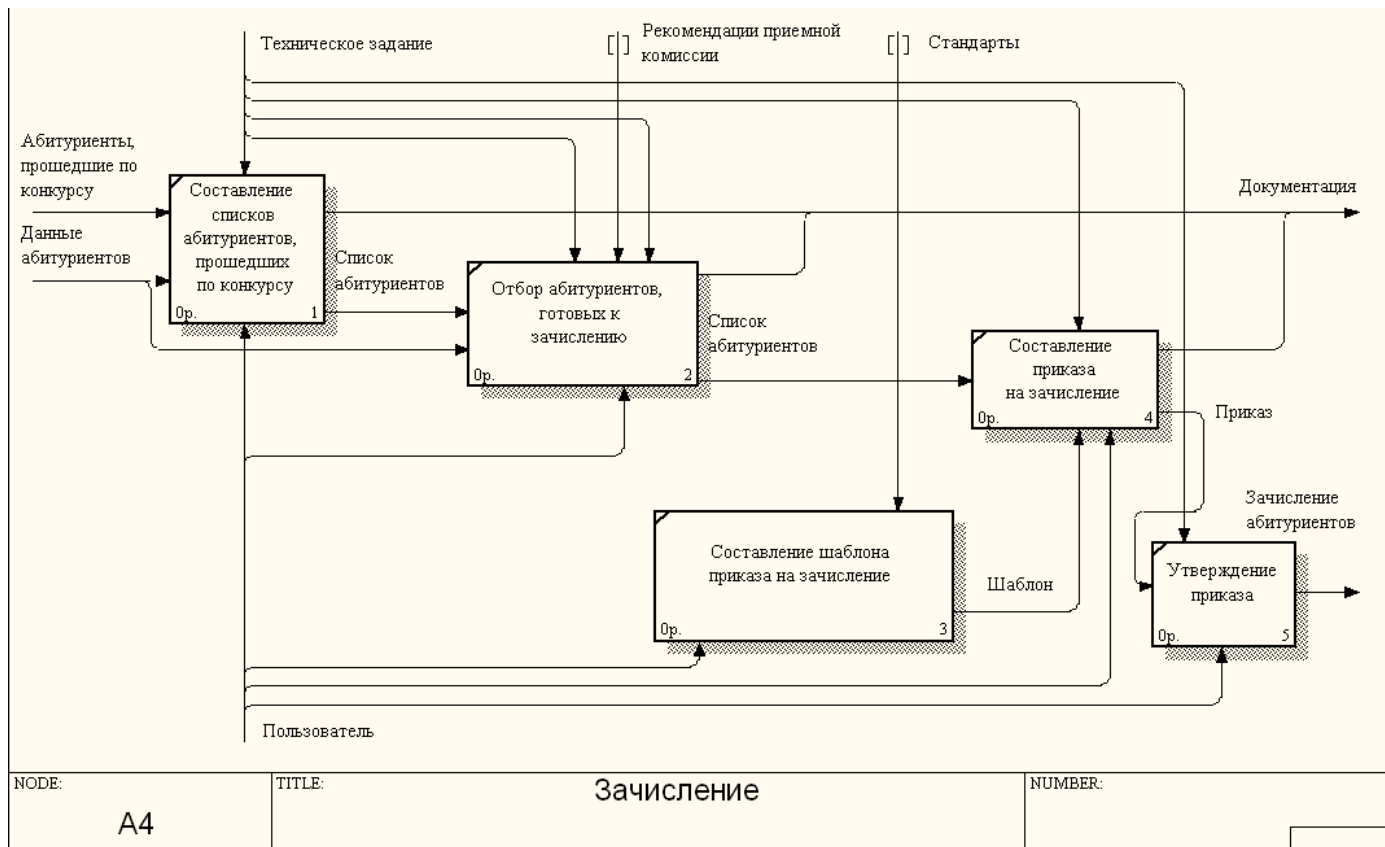 Техническое задание
Рекомендации приемной
комиссии
Стандарты
Абитуриенты,
прошедшие по
конкурсу
Данные
абитуриентов
Составление
списков
абитуриентов,
прошедших
по конкурсу
0р.
1
Список
абитуриентов
Отбор абитуриентов,
готовых к
зачислению
0р.
2
Список
абитуриентов
Документация
Составление
приказа
на зачисление
0р.
4
Приказ
Составление шаблона
приказа на зачисление
0р.
3
Шаблон
Зачисление
абитуриентов
Утверждение
приказа
0р.
5
Пользователь
NODE:
A4
TITLE:
Зачисление
NUMBER: